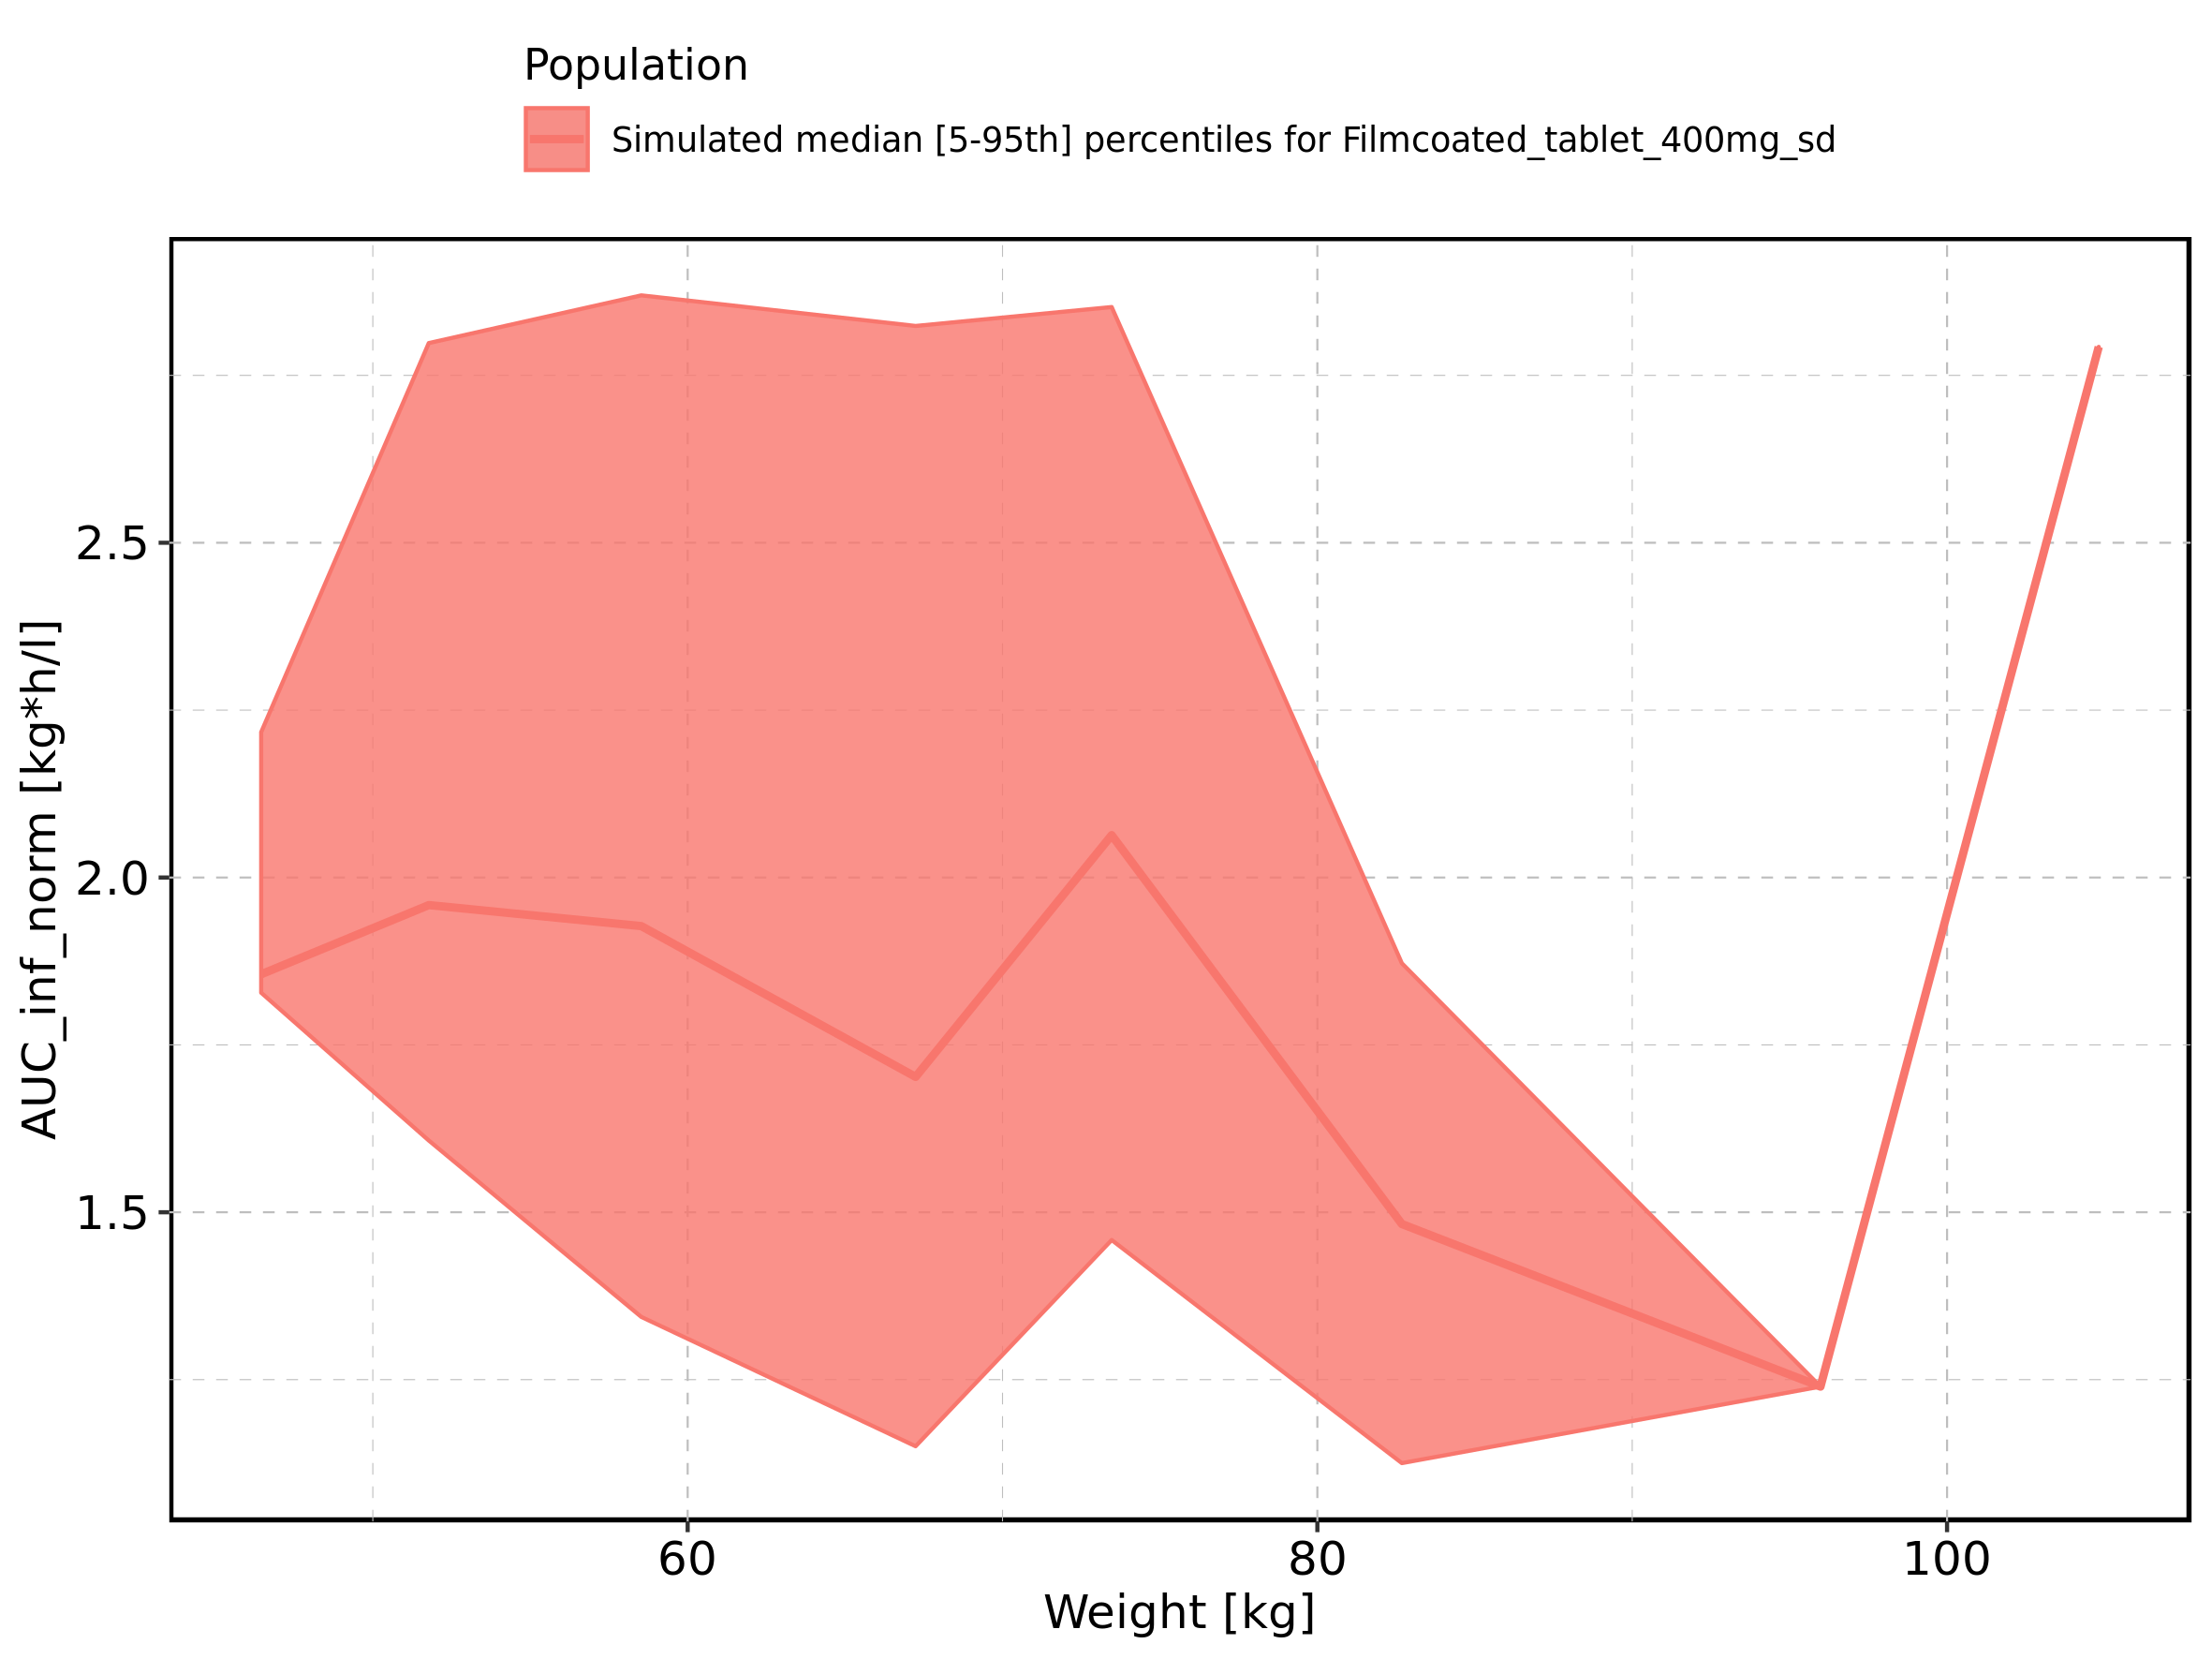 Population
Simulated median [5-95th] percentiles for Filmcoated_tablet_400mg_sd
AUC_inf_norm [kg*h/l]
2.5
2.0
1.5
60
80
100
Weight [kg]